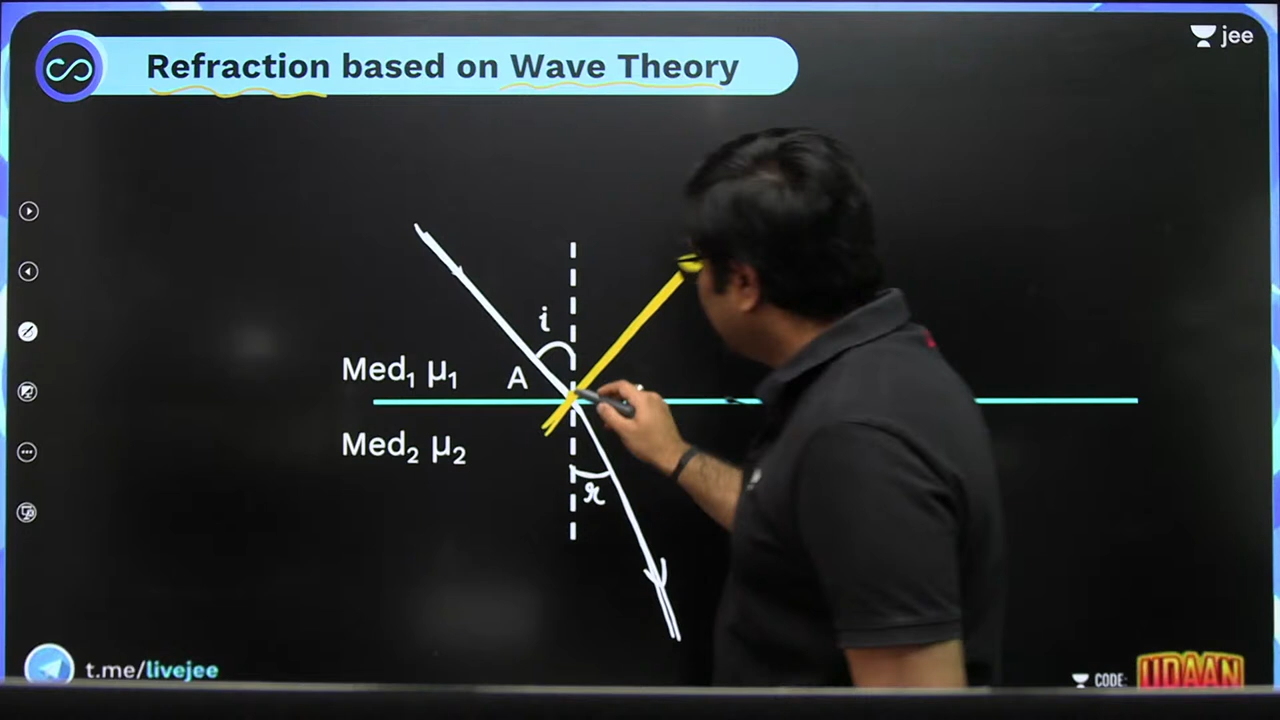 Refraction based on Wave Theory
jee
i
Med₁ μ₁
A
Med₂ μ₂
r
t.me/livejee
CODE:
UDAAN